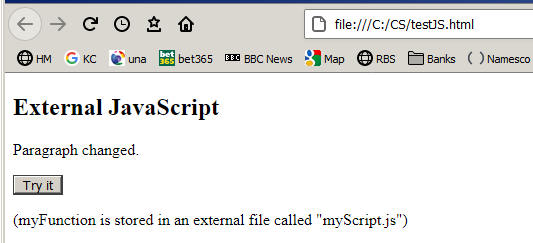 file:///C:/CS/testJS.html
HM KC una bet365 BBC News Map RBS Banks Namesco
External JavaScript
Paragraph changed.
Try it
(myFunction is stored in an external file called "myScript.js")